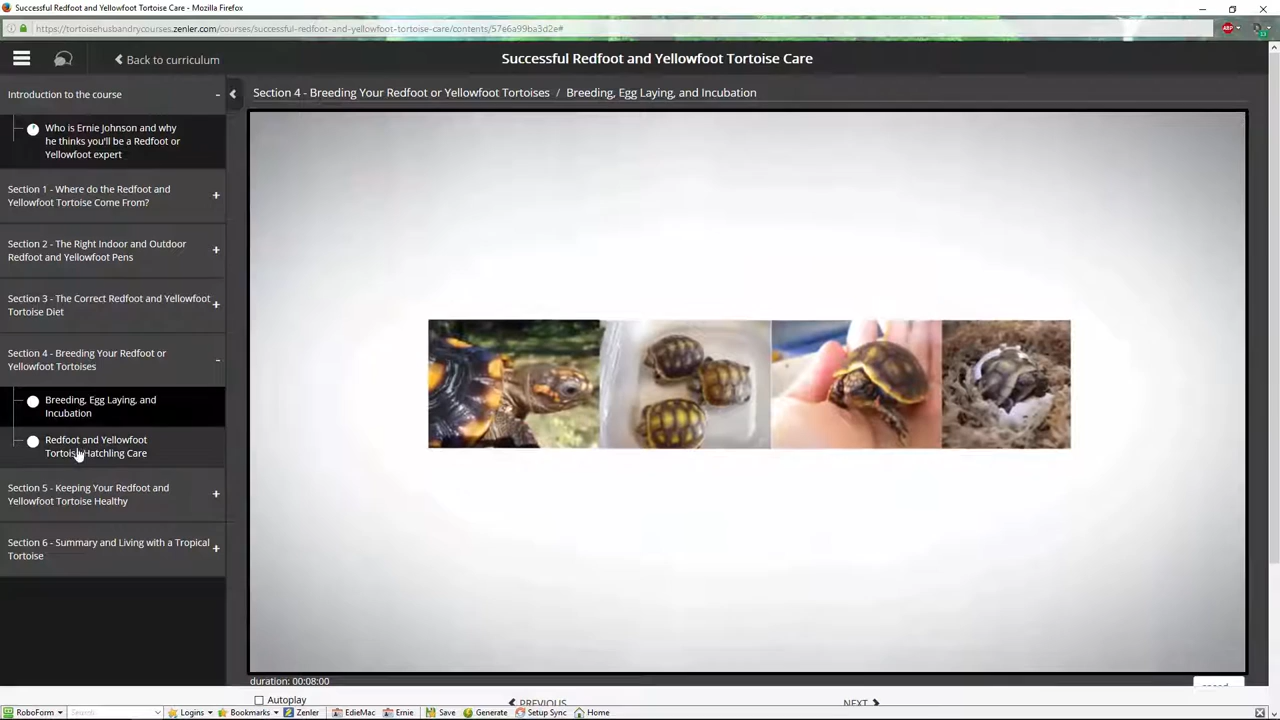 Successful Redfoot and Yellowfoot Tortoise Care - Mozilla Firefox
https://tortoisehusbandrycourses.zenler.com/courses/successful-redfoot-and-yellowfoot-tortoise-care/contents/57e6a99ba3d2e#
ABP
Back to curriculum
Successful Redfoot and Yellowfoot Tortoise Care
Introduction to the course -
Section 4 - Breeding Your Redfoot or Yellowfoot Tortoises / Breeding, Egg Laying, and Incubation
Who is Ernie Johnson and why
he thinks you'll be a Redfoot or
Yellowfoot expert
Section 1 - Where do the Redfoot and
Yellowfoot Tortoise Come From? +
Section 2 - The Right Indoor and Outdoor
Redfoot and Yellowfoot Pens +
Section 3 - The Correct Redfoot and Yellowfoot
Tortoise Diet +
Section 4 - Breeding Your Redfoot or
Yellowfoot Tortoises -
Breeding, Egg Laying, and
Incubation
Redfoot and Yellowfoot
Tortoise Hatchling Care
Section 5 - Keeping Your Redfoot and
Yellowfoot Tortoise Healthy +
Section 6 - Summary and Living with a Tropical
Tortoise +
duration: 00:08:00
Autoplay
PREVIOUS
NEXT
RoboForm Search Logins Bookmarks Zenler EdieMac Ernie Save Generate Setup Sync Home